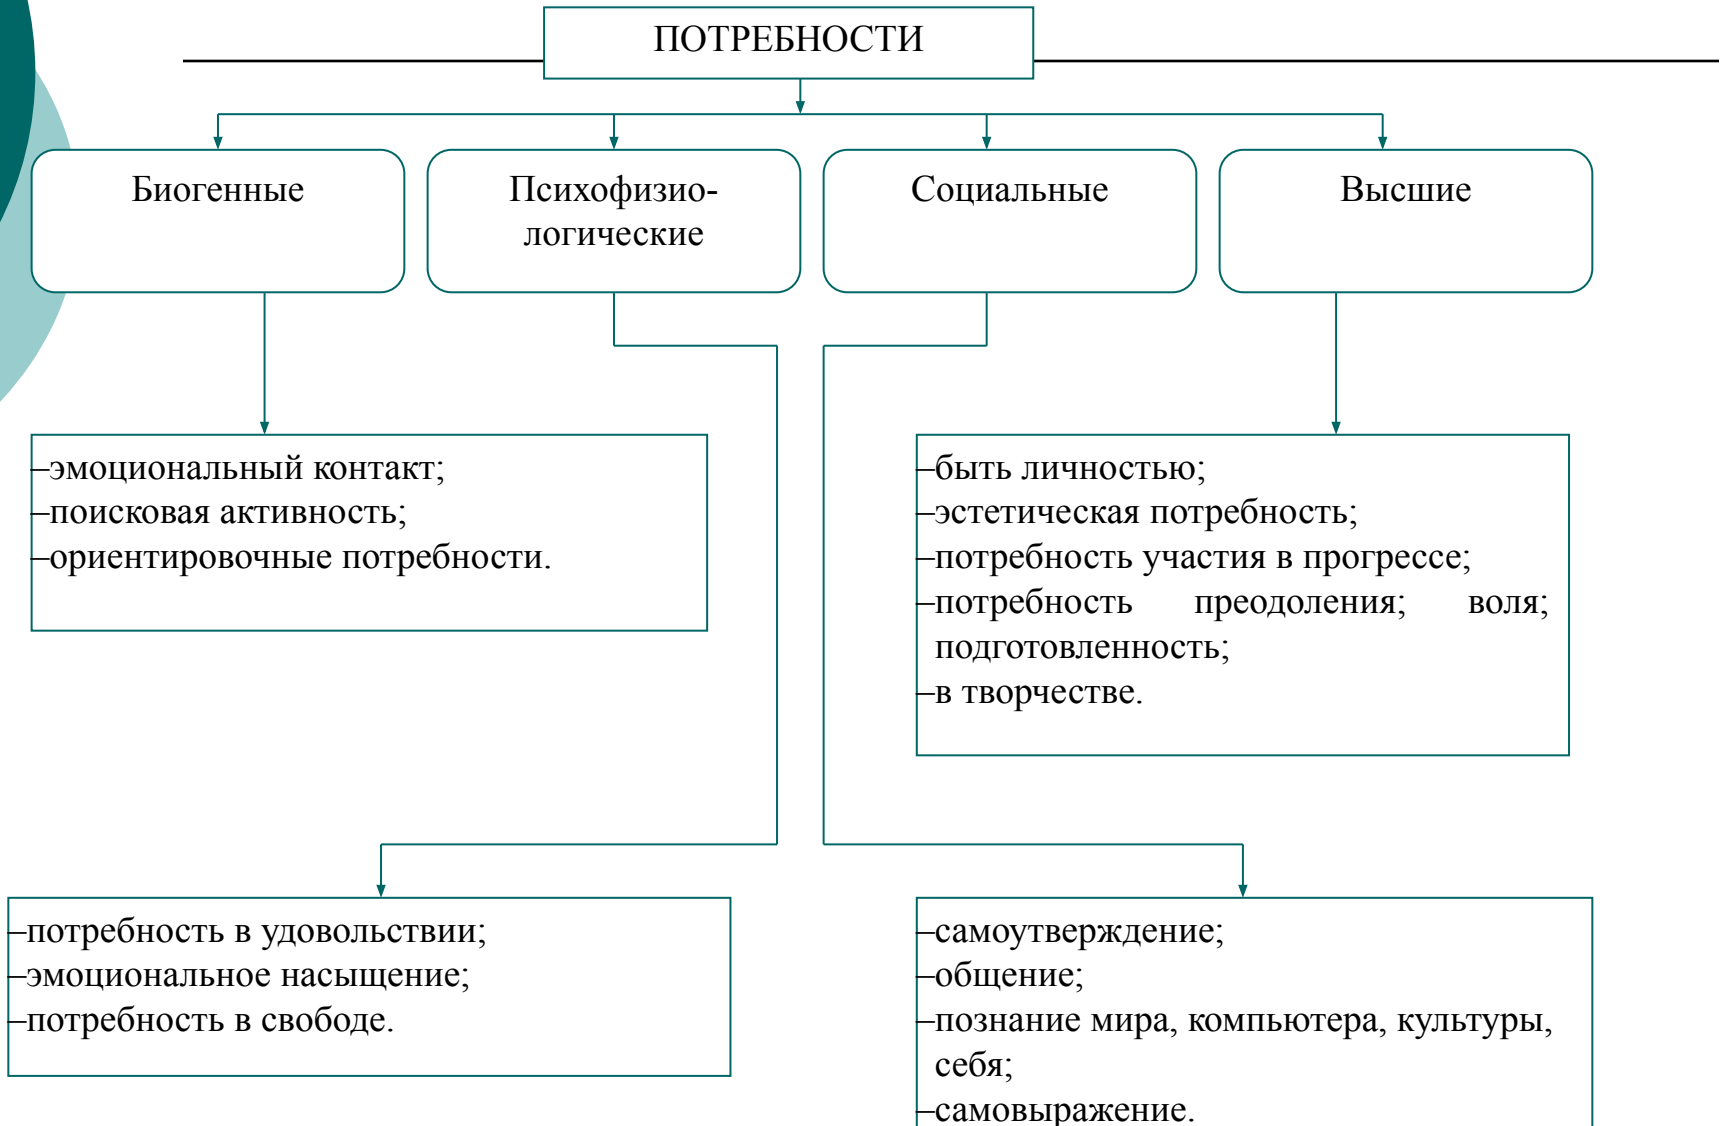 ПОТРЕБНОСТИ
Биогенные
Психофизио-
логические
Социальные
Высшие
–эмоциональный контакт;
–поисковая активность;
–ориентировочные потребности.
–быть личностью;
–эстетическая потребность;
–потребность участия в прогрессе;
–потребность преодоления; воля;
подготовленность;
–в творчестве.
–потребность в удовольствии;
–эмоциональное насыщение;
–потребность в свободе.
–самоутверждение;
–общение;
–познание мира, компьютера, культуры,
себя;
–самовыражение.